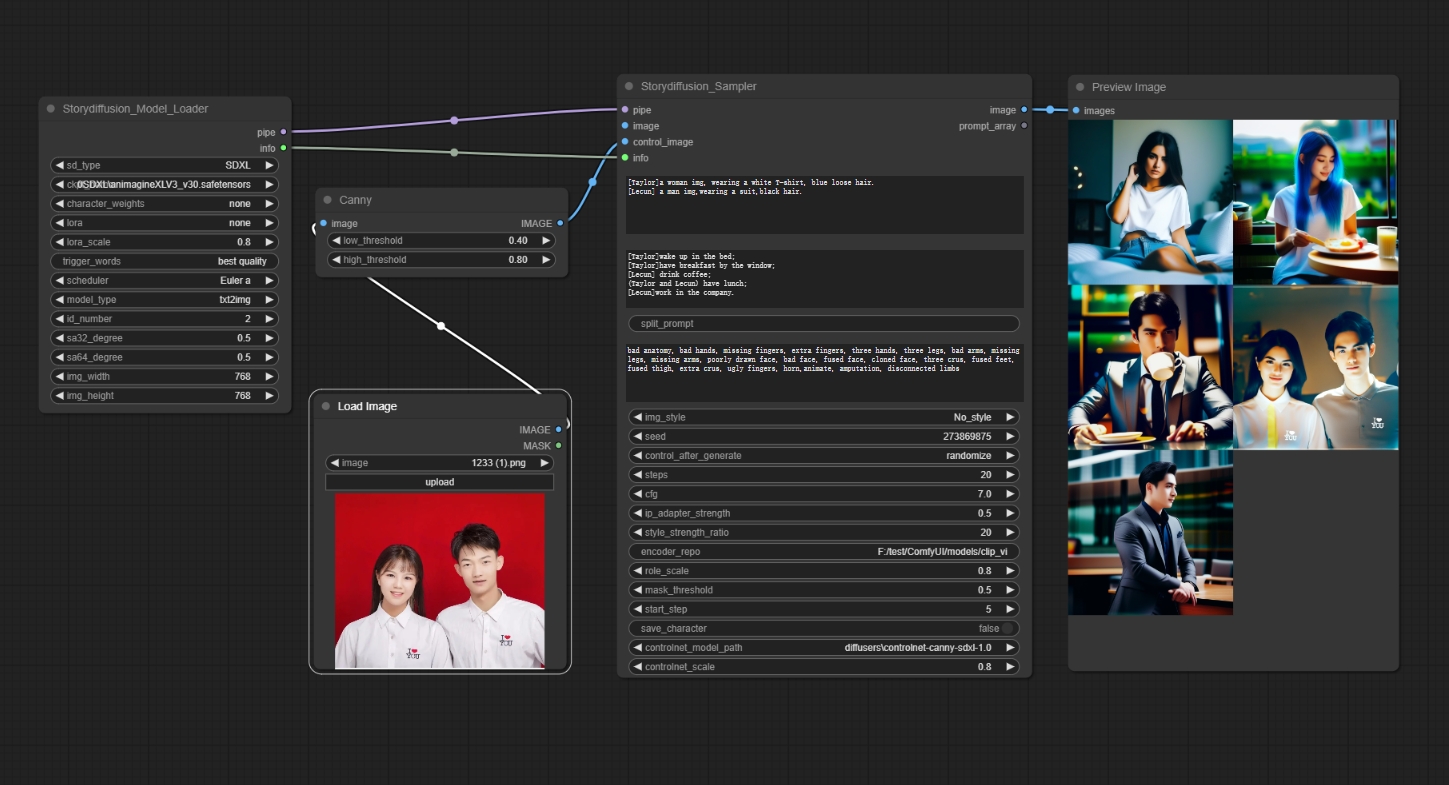 Storydiffusion_Model_Loader
pipe
info
sd_type SDXL
SDXL\animagineXLV3_v30.safetensors
character_weights none
lora none
lora_scale 0.8
trigger_words best quality
scheduler Euler a
model_type txt2img
id_number 2
sa32_degree 0.5
sa64_degree 0.5
img_width 768
img_height 768
Canny
image IMAGE
low_threshold 0.40
high_threshold 0.80
Load Image
IMAGE
MASK
image 1233 (1).png
upload
I ❤
YOU
I ❤
YOU
Storydiffusion_Sampler
pipe image
image prompt_array
control_image
info
[Taylor]a woman img, wearing a white T-shirt, blue loose hair.
[Lecun] a man img,wearing a suit,black hair.
[Taylor]wake up in the bed;
[Taylor]have breakfast by the window;
[Lecun] drink coffee;
(Taylor and Lecun) have lunch;
[Lecun]work in the company.
split_prompt
bad anatomy, bad hands, missing fingers, extra fingers, three hands, three legs, bad arms, missing
legs, missing arms, poorly drawn face, bad face, fused face, cloned face, three crus, fused feet,
fused thigh, extra crus, ugly fingers, horn,animate, amputation, disconnected limbs
img_style No_style
seed 273869875
control_after_generate randomize
steps 20
cfg 7.0
ip_adapter_strength 0.5
style_strength_ratio 20
encoder_repo F:/test/ComfyUI/models/clip_vi
role_scale 0.8
mask_threshold 0.5
start_step 5
save_character false
controlnet_model_path diffusers\controlnet-canny-sdxl-1.0
controlnet_scale 0.8
Preview Image
images
I ❤
YOU
I ❤
YOU